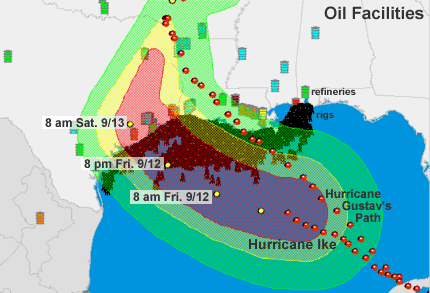 Oil Facilities
refineries
rigs
8 am Sat. 9/13
8 pm Fri. 9/12
8 am Fri. 9/12
Hurricane
Gustav's
Path
Hurricane Ike